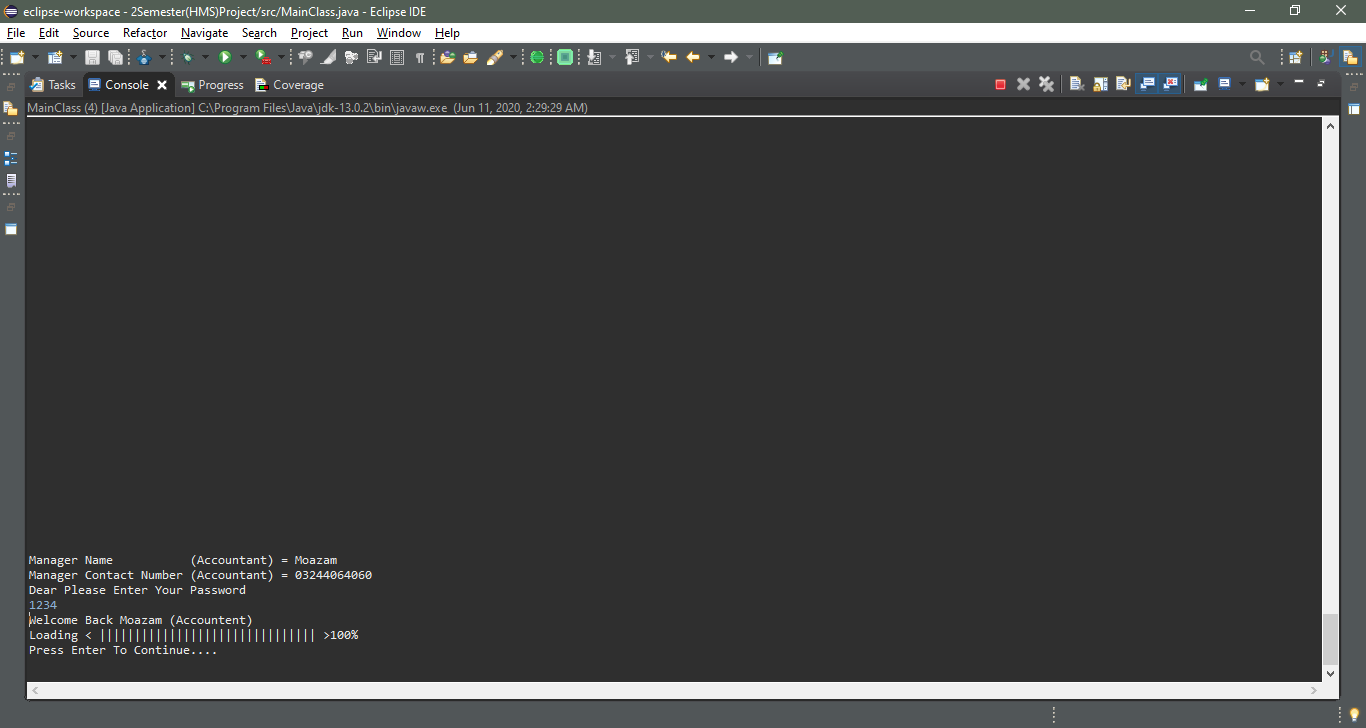 eclipse-workspace - 2Semester(HMS)Project/src/MainClass.java - Eclipse IDE
File Edit Source Refactor Navigate Search Project Run Window Help
Tasks Console Progress Coverage
MainClass (4) [Java Application] C:\Program Files\Java\jdk-13.0.2\bin\javaw.exe (Jun 11, 2020, 2:29:29 AM)
Manager Name           (Accountant) = Moazam
Manager Contact Number (Accountant) = 03244064060
Dear Please Enter Your Password
1234
Welcome Back Moazam (Accountent)
Loading < ||||||||||||||||||||||||||||||| >100%
Press Enter To Continue....